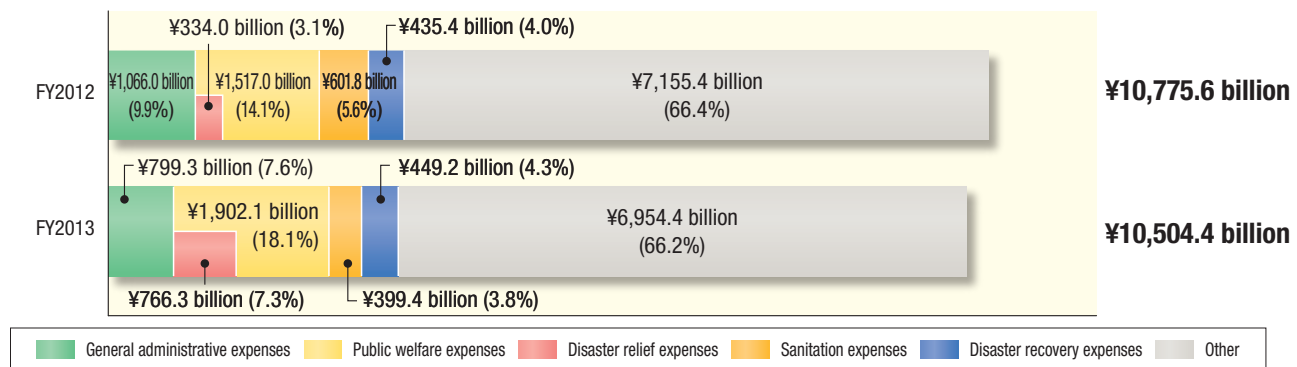 ¥334.0 billion (3.1%)
¥435.4 billion (4.0%)
FY2012
¥1,066.0 billion
(9.9%)
¥1,517.0 billion
(14.1%)
¥601.8 billion
(5.6%)
¥7,155.4 billion
(66.4%)
¥10,775.6 billion
¥799.3 billion (7.6%)
¥449.2 billion (4.3%)
FY2013
¥1,902.1 billion
(18.1%)
¥6,954.4 billion
(66.2%)
¥10,504.4 billion
¥766.3 billion (7.3%)
¥399.4 billion (3.8%)
General administrative expenses Public welfare expenses Disaster relief expenses Sanitation expenses Disaster recovery expenses Other